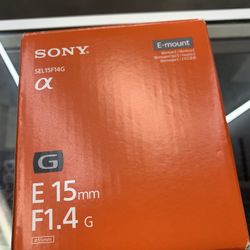 SONY
E-mount
SEL15F14G
α
G
E 15mm
F1.4 G